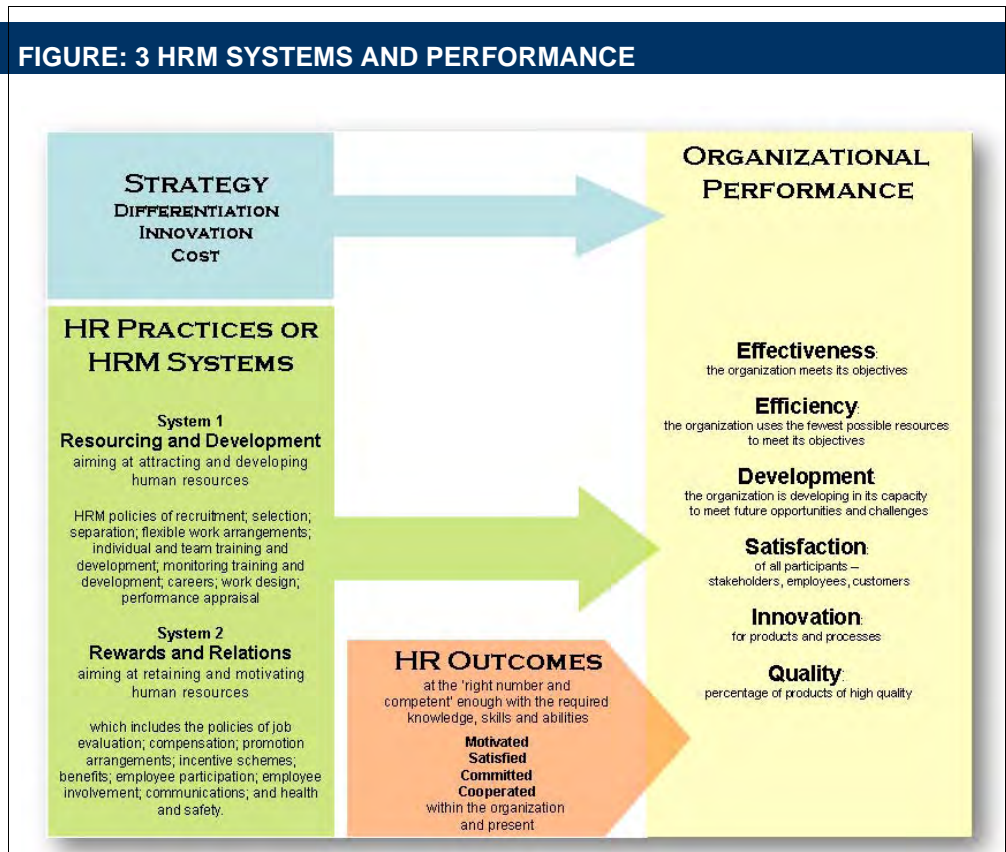 FIGURE: 3 HRM SYSTEMS AND PERFORMANCE
STRATEGY
DIFFERENTIATION
INNOVATION
COST
HR PRACTICES OR
HRM SYSTEMS
System 1
Resourcing and Development
aiming at attracting and developing
human resources
HRM policies of recruitment; selection;
separation; flexible work arrangements;
individual and team training and
development; monitoring training and
development; careers; work design;
performance appraisal
System 2
Rewards and Relations
aiming at retaining and motivating
human resources
which includes the policies of job
evaluation; compensation; promotion
arrangements; incentive schemes;
benefits; employee participation; employee
involvement; communications; and health
and safety.
HR OUTCOMES
at the 'right number and
competent' enough with the required
knowledge, skills and abilities
Motivated
Satisfied
Committed
Cooperated
within the organization
and present
ORGANIZATIONAL
PERFORMANCE
Effectiveness:
the organization meets its objectives
Efficiency:
the organization uses the fewest possible resources
to meet its objectives
Development:
the organization is developing in its capacity
to meet future opportunities and challenges
Satisfaction:
of all participants –
stakeholders, employees, customers
Innovation:
for products and processes
Quality:
percentage of products of high quality